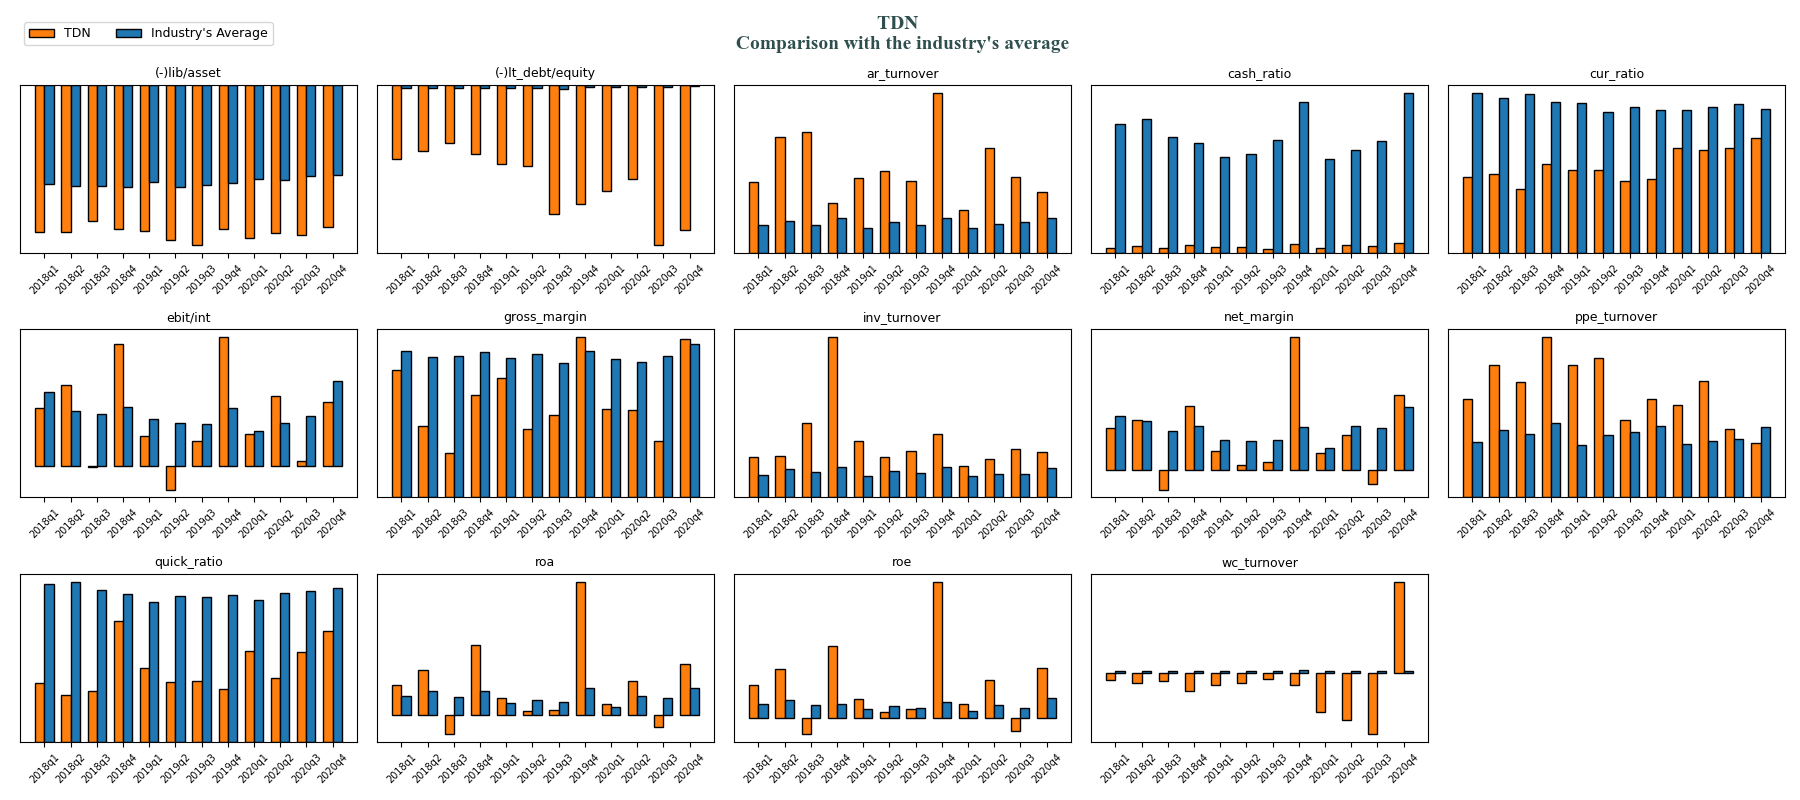 TDN
Comparison with the industry's average
TDN
Industry's Average
(-)lib/asset
2018q1 2018q2 2018q3 2018q4 2019q1 2019q2 2019q3 2019q4 2020q1 2020q2 2020q3 2020q4
(-)lt_debt/equity
2018q1 2018q2 2018q3 2018q4 2019q1 2019q2 2019q3 2019q4 2020q1 2020q2 2020q3 2020q4
ar_turnover
2018q1 2018q2 2018q3 2018q4 2019q1 2019q2 2019q3 2019q4 2020q1 2020q2 2020q3 2020q4
cash_ratio
2018q1 2018q2 2018q3 2018q4 2019q1 2019q2 2019q3 2019q4 2020q1 2020q2 2020q3 2020q4
cur_ratio
2018q1 2018q2 2018q3 2018q4 2019q1 2019q2 2019q3 2019q4 2020q1 2020q2 2020q3 2020q4
ebit/int
2018q1 2018q2 2018q3 2018q4 2019q1 2019q2 2019q3 2019q4 2020q1 2020q2 2020q3 2020q4
gross_margin
2018q1 2018q2 2018q3 2018q4 2019q1 2019q2 2019q3 2019q4 2020q1 2020q2 2020q3 2020q4
inv_turnover
2018q1 2018q2 2018q3 2018q4 2019q1 2019q2 2019q3 2019q4 2020q1 2020q2 2020q3 2020q4
net_margin
2018q1 2018q2 2018q3 2018q4 2019q1 2019q2 2019q3 2019q4 2020q1 2020q2 2020q3 2020q4
ppe_turnover
2018q1 2018q2 2018q3 2018q4 2019q1 2019q2 2019q3 2019q4 2020q1 2020q2 2020q3 2020q4
quick_ratio
2018q1 2018q2 2018q3 2018q4 2019q1 2019q2 2019q3 2019q4 2020q1 2020q2 2020q3 2020q4
roa
2018q1 2018q2 2018q3 2018q4 2019q1 2019q2 2019q3 2019q4 2020q1 2020q2 2020q3 2020q4
roe
2018q1 2018q2 2018q3 2018q4 2019q1 2019q2 2019q3 2019q4 2020q1 2020q2 2020q3 2020q4
wc_turnover
2018q1 2018q2 2018q3 2018q4 2019q1 2019q2 2019q3 2019q4 2020q1 2020q2 2020q3 2020q4